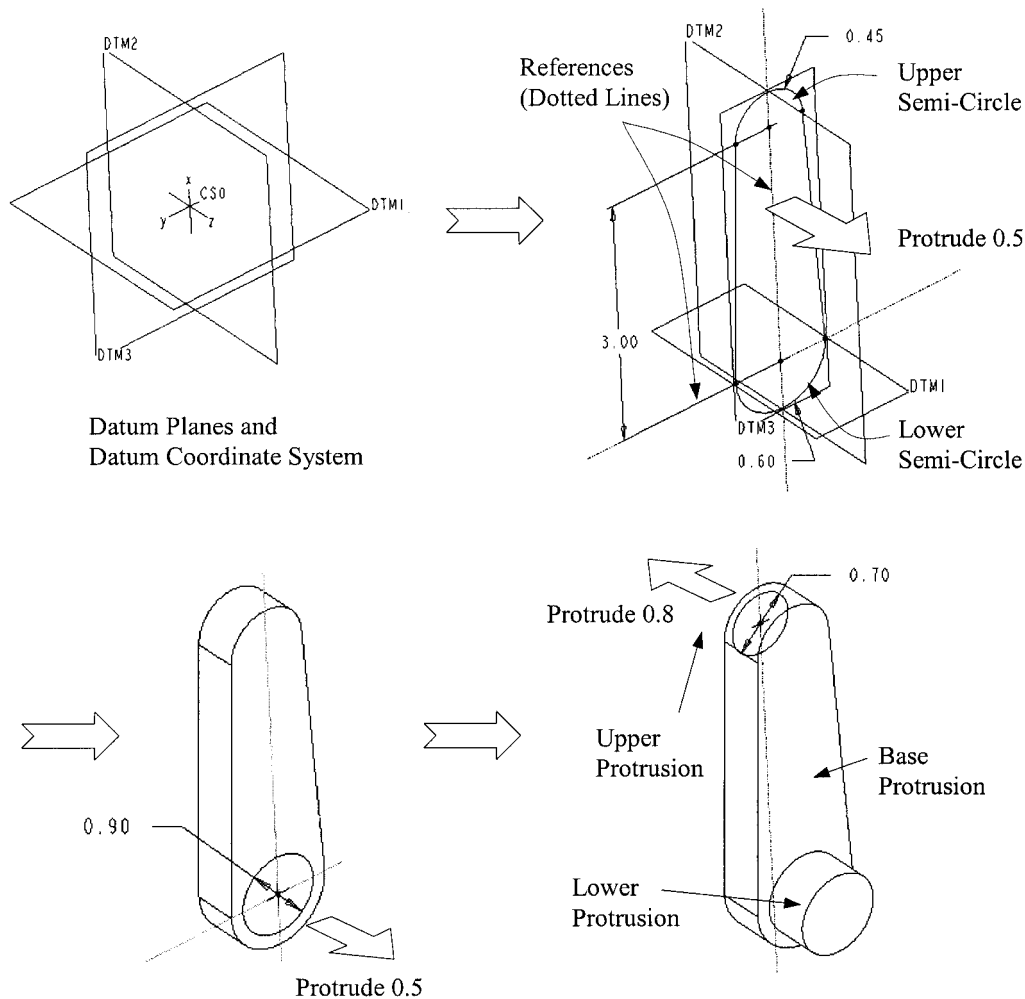 DTM2
x
CS0
y
z
DTM1
DTM3
Datum Planes and
Datum Coordinate System
DTM2
0.45
References
(Dotted Lines)
Upper
Semi-Circle
Protrude 0.5
3.00
DTM1
DTM3
0.60
Lower
Semi-Circle
0.90
Protrude 0.5
0.70
Protrude 0.8
Upper
Protrusion
Base
Protrusion
Lower
Protrusion